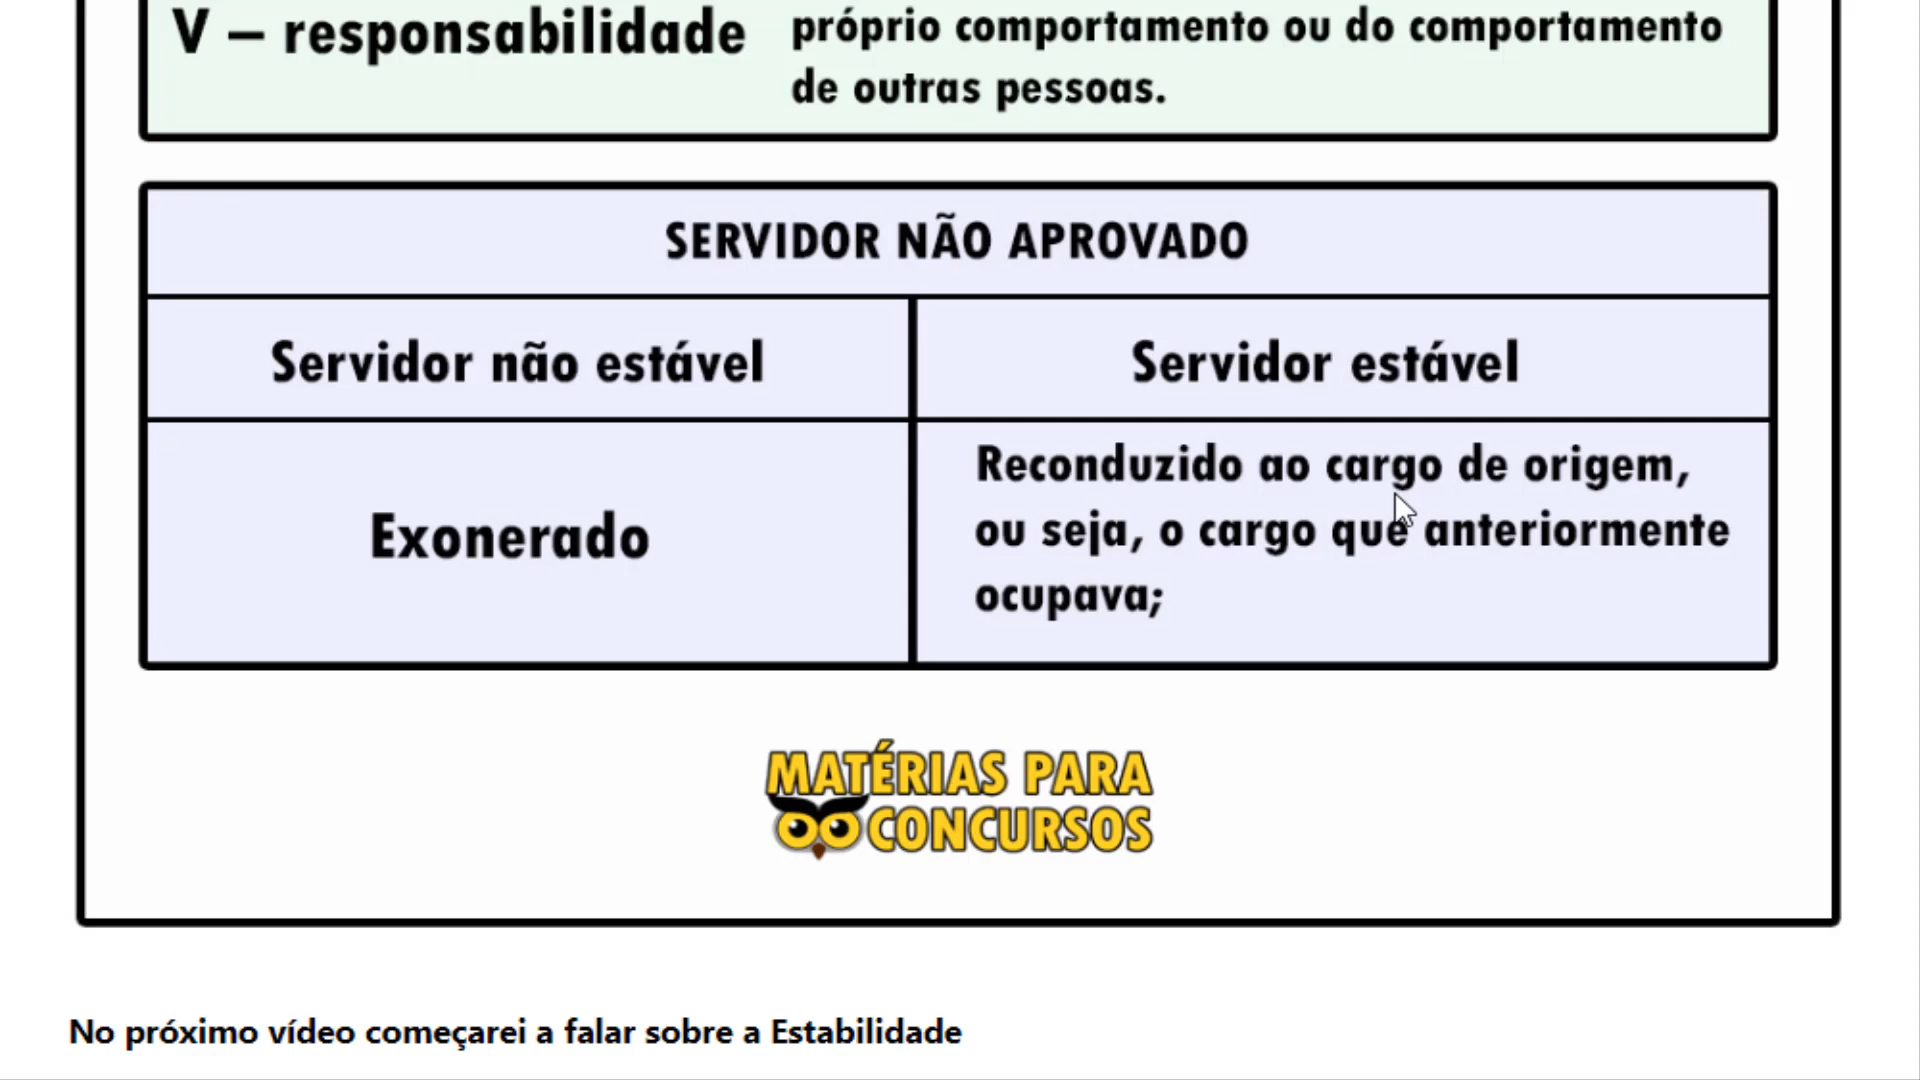 V – responsabilidade
próprio comportamento ou do comportamento
de outras pessoas.
SERVIDOR NÃO APROVADO
Servidor não estável
Servidor estável
Exonerado
Reconduzido ao cargo de origem,
ou seja, o cargo que anteriormente
ocupava;
MATÉRIAS PARA
CONCURSOS
No próximo vídeo começarei a falar sobre a Estabilidade